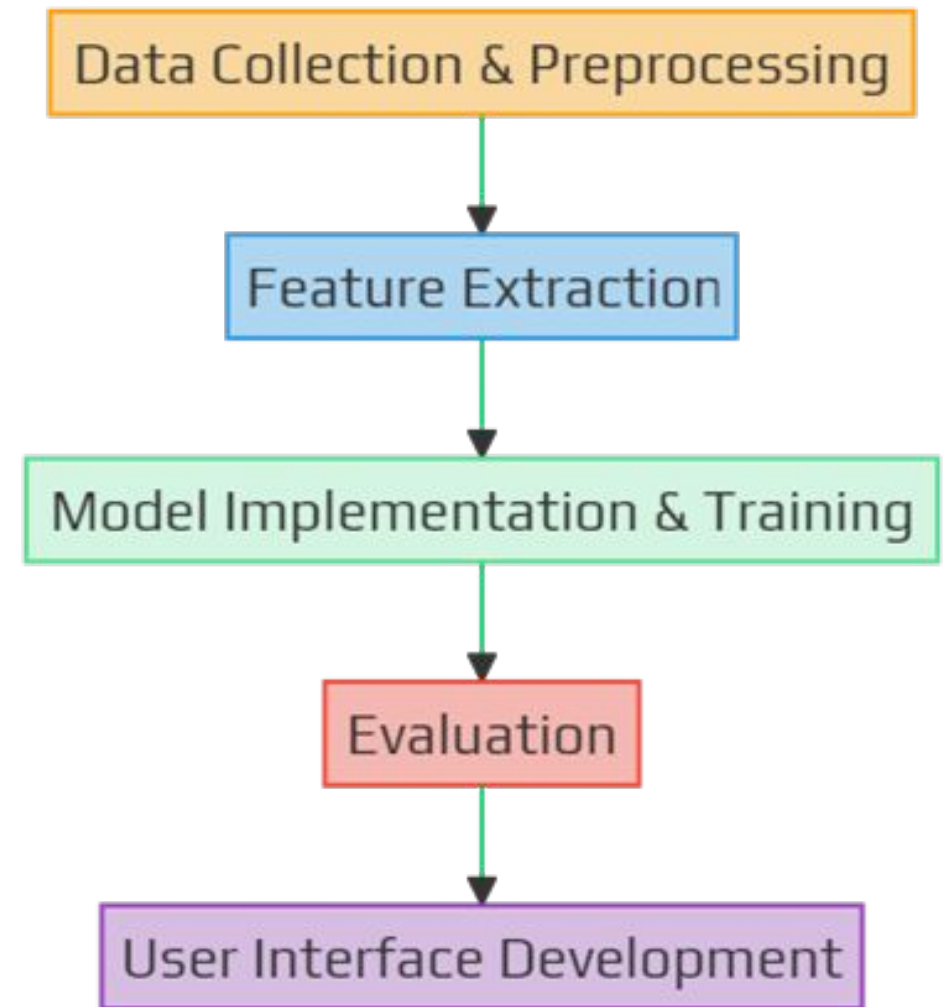 Data Collection & Preprocessing
Feature Extraction
Model Implementation & Training
Evaluation
User Interface Development